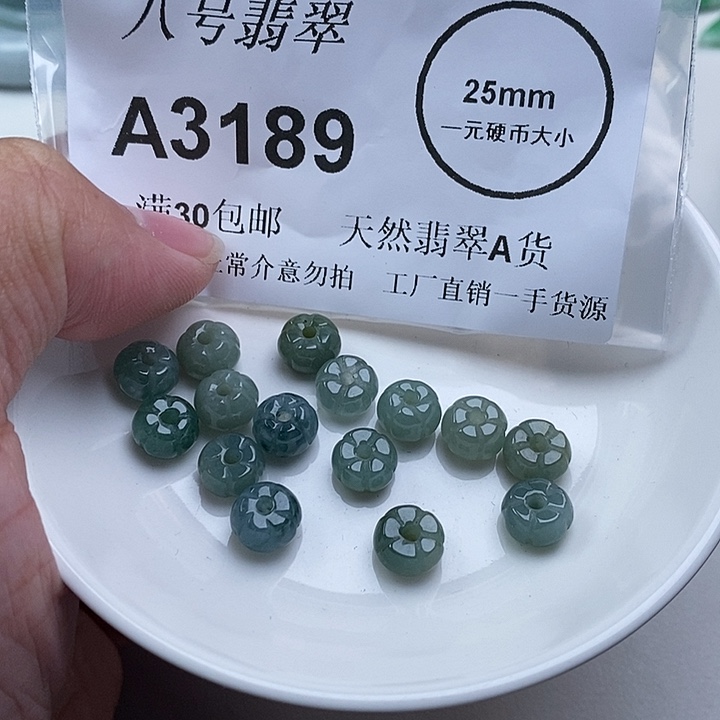 八号翡翠
25mm
一元硬币大小
A3189
满30包邮 天然翡翠A货
常介意勿拍 工厂直销一手货源